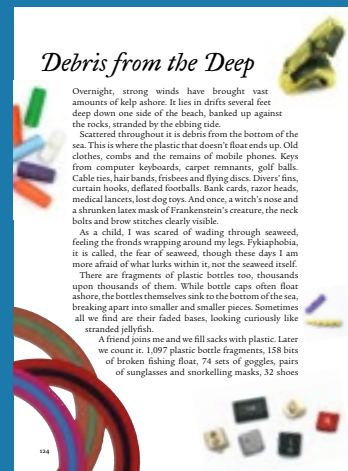 Debris from the Deep
Overnight, strong winds have brought vast
amounts of kelp ashore. It lies in drifts several feet
deep down one side of the beach, banked up against
the rocks, stranded by the ebbing tide.
Scattered throughout it is debris from the bottom of the
sea. This is where the plastic that doesn't float ends up. Old
clothes, combs and the remains of mobile phones. Keys
from computer keyboards, carpet remnants, golf balls.
Cable ties, hair bands, frisbees and flying discs. Divers' fins,
curtain hooks, deflated footballs. Bank cards, razor heads,
medical lancets, lost dog toys. And once, a witch's nose and
a shrunken latex mask of Frankenstein's creature, the neck
bolts and brow stitches clearly visible.
As a child, I was scared of wading through seaweed,
feeling the fronds wrapping around my legs. Fykiaphobia,
it is called, the fear of seaweed, though these days I am
more afraid of what lurks within it, not the seaweed itself.
There are fragments of plastic bottles too, thousands
upon thousands of them. While bottle caps often float
ashore, the bottles themselves sink to the bottom of the sea,
breaking apart into smaller and smaller pieces. Sometimes
all we find are their faded bases, looking curiously like
stranded jellyfish.
A friend joins me and we fill sacks with plastic. Later
we count it. 1,097 plastic bottle fragments, 158 bits
of broken fishing float, 74 sets of goggles, pairs
of sunglasses and snorkelling masks, 32 shoes
124